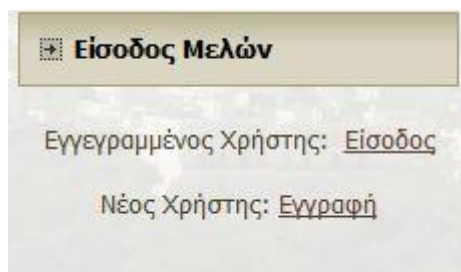 Είσοδος Μελών
Εγγεγραμμένος Χρήστης: Είσοδος
Νέος Χρήστης: Εγγραφή